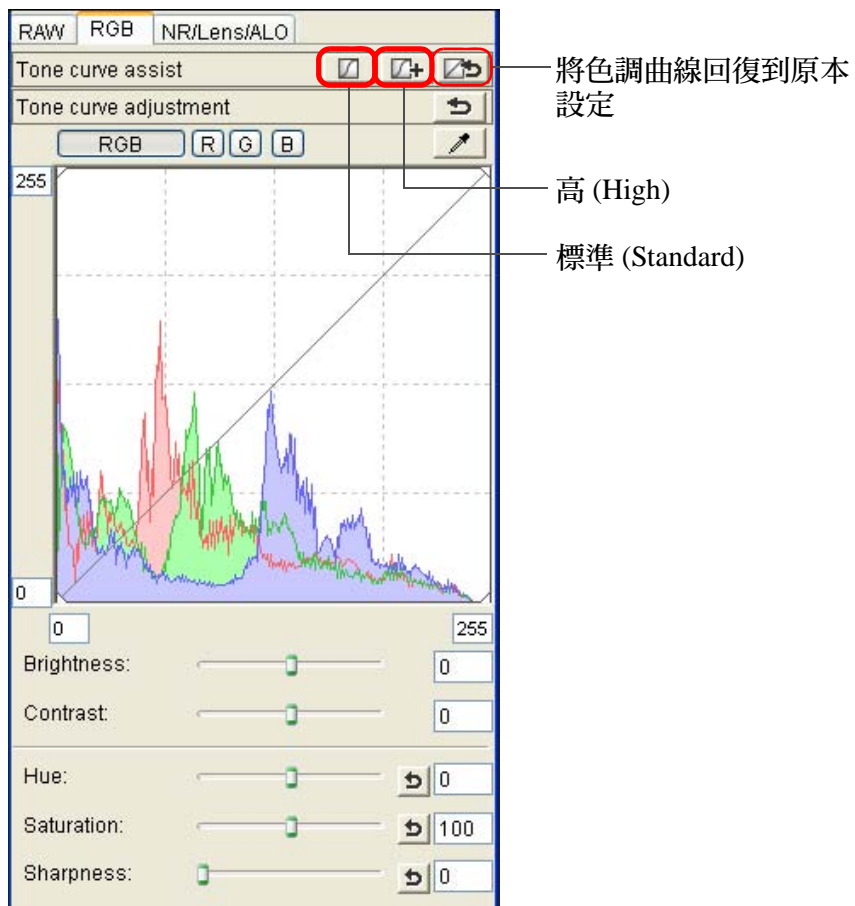 RAW RGB NR/Lens/ALO
Tone curve assist
將色調曲線回復到原本
設定
Tone curve adjustment
RGB R G B
高 (High)
255
標準 (Standard)
0
0 255
Brightness: 0
Contrast: 0
Hue: 0
Saturation: 100
Sharpness: 0